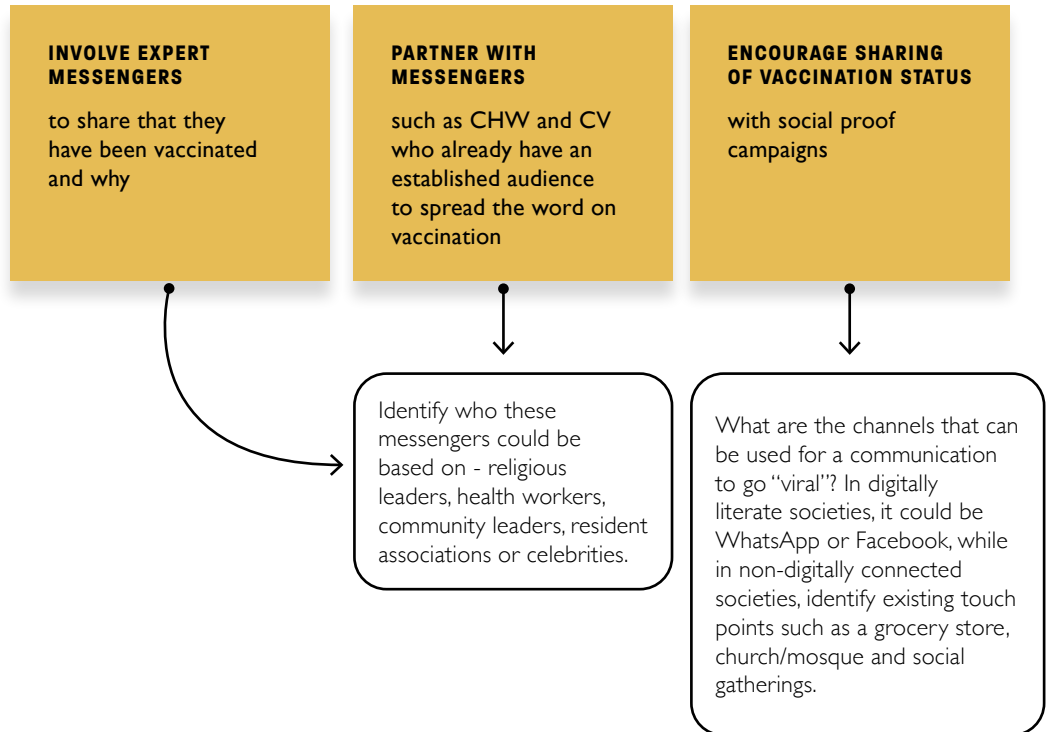 INVOLVE EXPERT
MESSENGERS
to share that they
have been vaccinated
and why
PARTNER WITH
MESSENGERS
such as CHW and CV
who already have an
established audience
to spread the word on
vaccination
ENCOURAGE SHARING
OF VACCINATION STATUS
with social proof
campaigns
Identify who these
messengers could be
based on - religious
leaders, health workers,
community leaders, resident
associations or celebrities.
What are the channels that can
be used for a communication
to go “viral”? In digitally
literate societies, it could be
WhatsApp or Facebook, while
in non-digitally connected
societies, identify existing touch
points such as a grocery store,
church/mosque and social
gatherings.